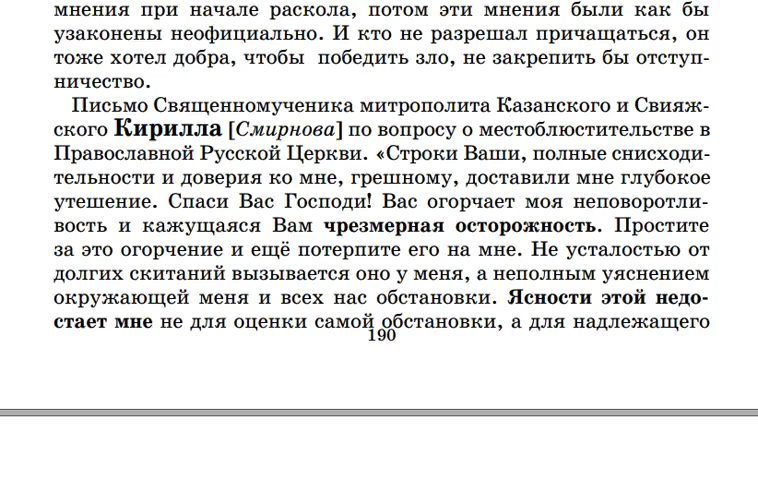 мнения при начале раскола, потом эти мнения были как бы
узаконены неофициально. И кто не разрешал причащаться, он
тоже хотел добра, чтобы победить зло, не закрепить бы отступ-
ничество.
Письмо Священномученика митрополита Казанского и Свияж-
ского Кирилла [Смирнова] по вопросу о местоблюстительстве в
Православной Русской Церкви. «Строки Ваши, полные снисходи-
тельности и доверия ко мне, грешному, доставили мне глубокое
утешение. Спаси Вас Господи! Вас огорчает моя неповоротли-
вость и кажущаяся Вам чрезмерная осторожность. Простите
за это огорчение и ещё потерпите его на мне. Не усталостью от
долгих скитаний вызывается оно у меня, а неполным уяснением
окружающей меня и всех нас обстановки. Ясности этой недо-
стает мне не для оценки самой обстановки, а для надлежащего
190